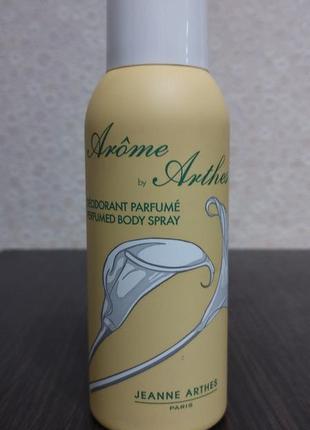 Arôme
by Arthes
DÉODORANT PARFUMÉ
PERFUMED BODY SPRAY
JEANNE ARTHES
PARIS